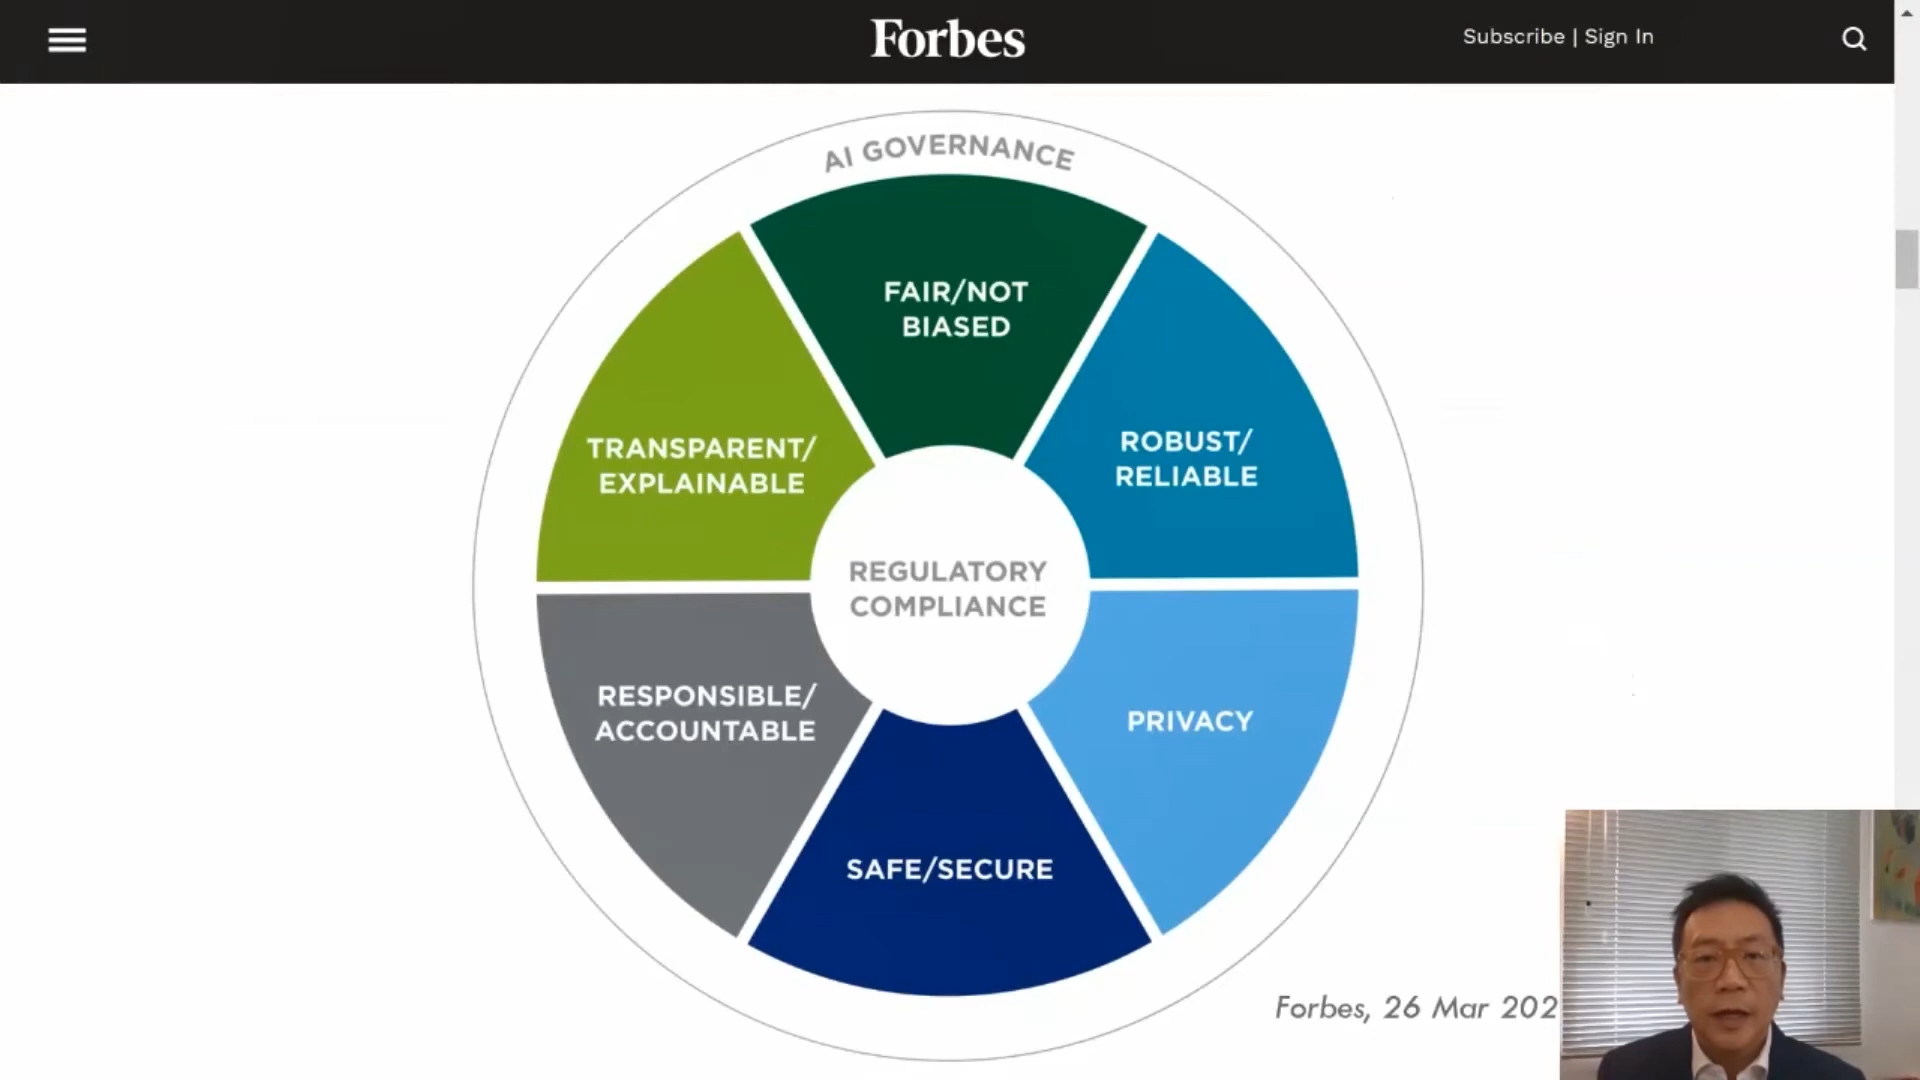 Forbes
Subscribe | Sign In
AI GOVERNANCE
FAIR/NOT
BIASED
ROBUST/
RELIABLE
TRANSPARENT/
EXPLAINABLE
REGULATORY
COMPLIANCE
RESPONSIBLE/
ACCOUNTABLE
PRIVACY
SAFE/SECURE
Forbes, 26 Mar 202